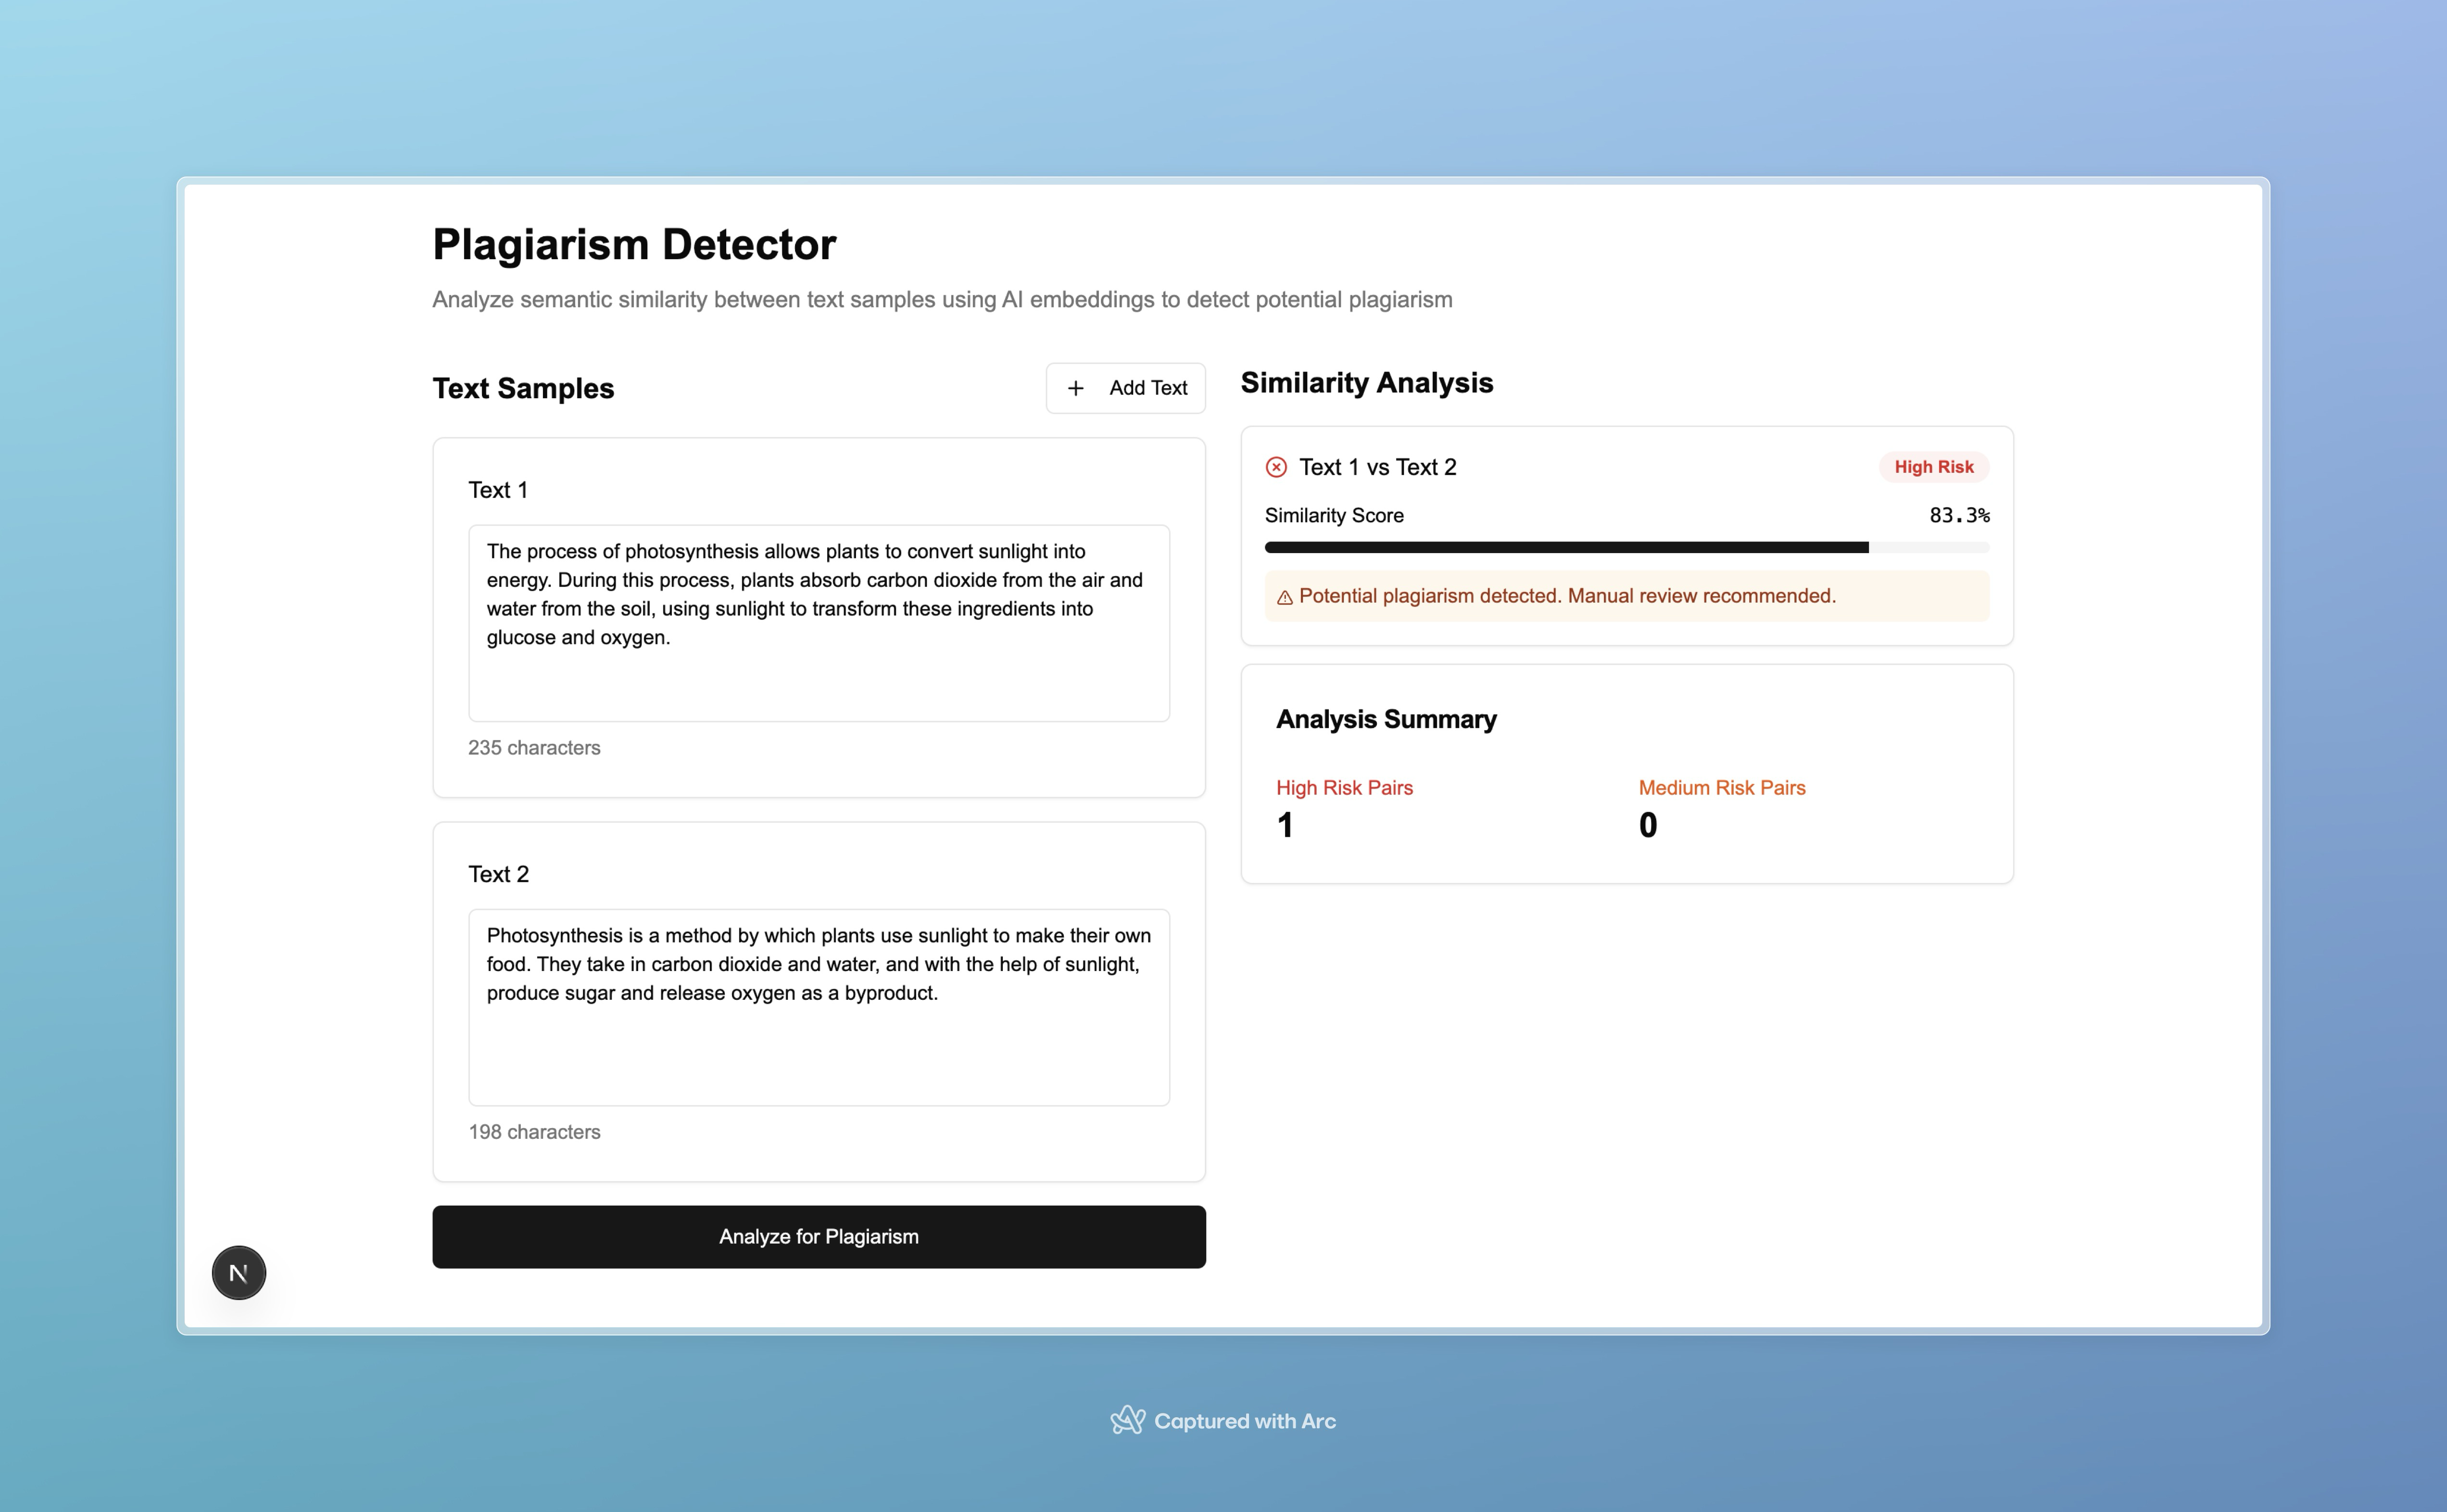 Plagiarism Detector
Analyze semantic similarity between text samples using AI embeddings to detect potential plagiarism
Text Samples
+ Add Text
Text 1
The process of photosynthesis allows plants to convert sunlight into
energy. During this process, plants absorb carbon dioxide from the air and
water from the soil, using sunlight to transform these ingredients into
glucose and oxygen.
235 characters
Text 2
Photosynthesis is a method by which plants use sunlight to make their own
food. They take in carbon dioxide and water, and with the help of sunlight,
produce sugar and release oxygen as a byproduct.
198 characters
Analyze for Plagiarism
Similarity Analysis
Text 1 vs Text 2
High Risk
Similarity Score
83.3%
Potential plagiarism detected. Manual review recommended.
Analysis Summary
High Risk Pairs
1
Medium Risk Pairs
0
N
Captured with Arc